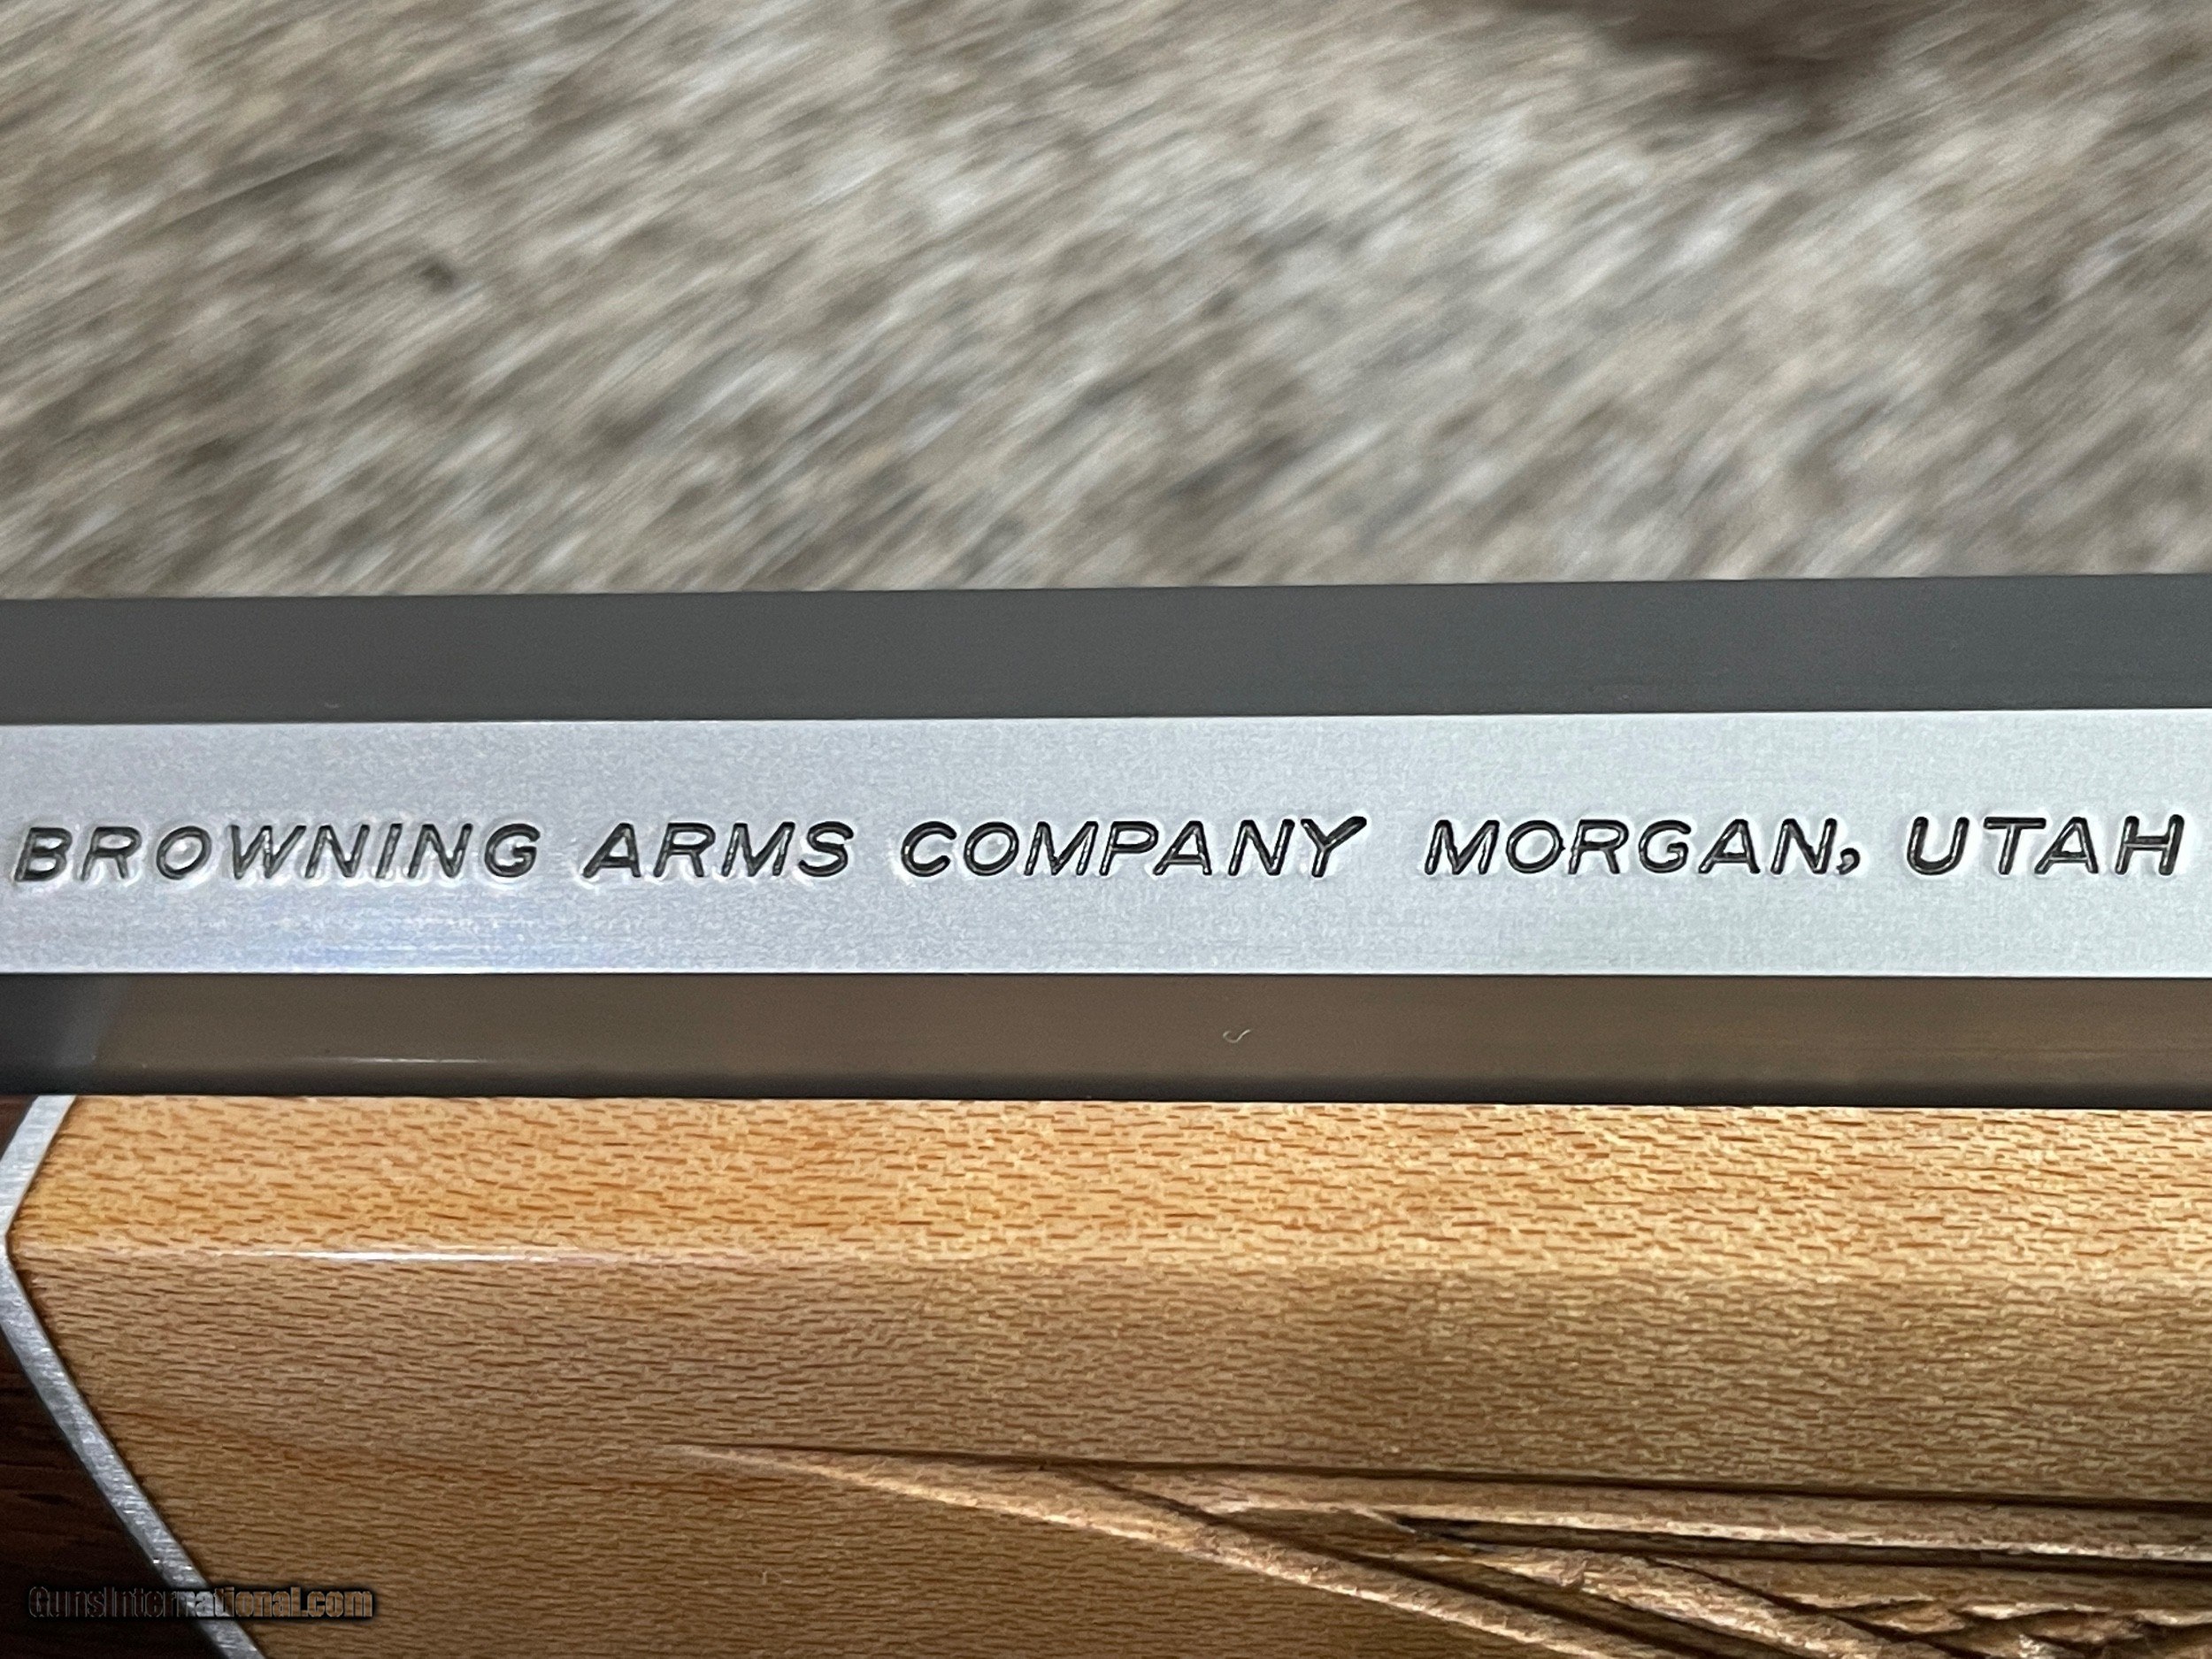 BROWNING ARMS COMPANY MORGAN, UTAH
GunsInternational.com